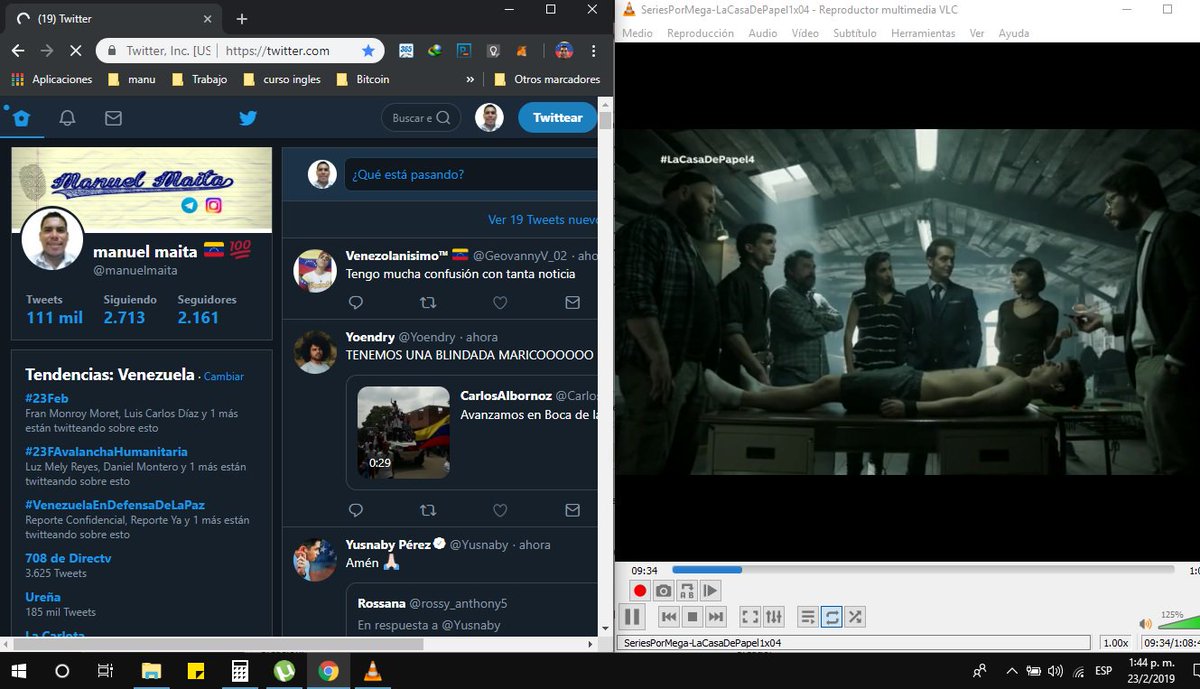 (19) Twitter
Twitter, Inc. [US
https://twitter.com
Aplicaciones
manu
Trabajo
curso ingles
Bitcoin
»
Otros marcadores
Buscar e
Twittear
Manuel Maita
manuel maita 💯
@manuelmaita
Tweets Siguiendo Seguidores
111 mil 2.713 2.161
Tendencias: Venezuela · Cambiar
#23Feb
Fran Monroy Moret, Luis Carlos Díaz y 1 más
están twitteando sobre esto
#23FAvalanchaHumanitaria
Luz Mely Reyes, Daniel Montero y 1 más están
twitteando sobre esto
#VenezuelaEnDefensaDeLaPaz
Reporte Confidencial, Reporte Ya y 1 más están
twitteando sobre esto
708 de Directv
3.625 Tweets
Ureña
185 mil Tweets
La Carlota
¿Qué está pasando?
Ver 19 Tweets nuevo
Venezolanisimo™ @GeovannyV_02 · aho
Tengo mucha confusión con tanta noticia
Yoendry @Yoendry · ahora
TENEMOS UNA BLINDADA MARICOOOOOO
CarlosAlbornoz @Carlo
Avanzamos en Boca de la
0:29
Yusnaby Pérez @Yusnaby · ahora
Amén
Rossana @rossy_anthony5
En respuesta a @Yusnaby
SeriesPorMega-LaCasaDePapel1x04 - Reproductor multimedia VLC
Medio Reproducción Audio Vídeo Subtítulo Herramientas Ver Ayuda
#LaCasaDePapel4
09:34
125%
SeriesPorMega-LaCasaDePapel1x04
1.00x
09:34/1:08:4
ESP
1:44 p. m.
23/2/2019